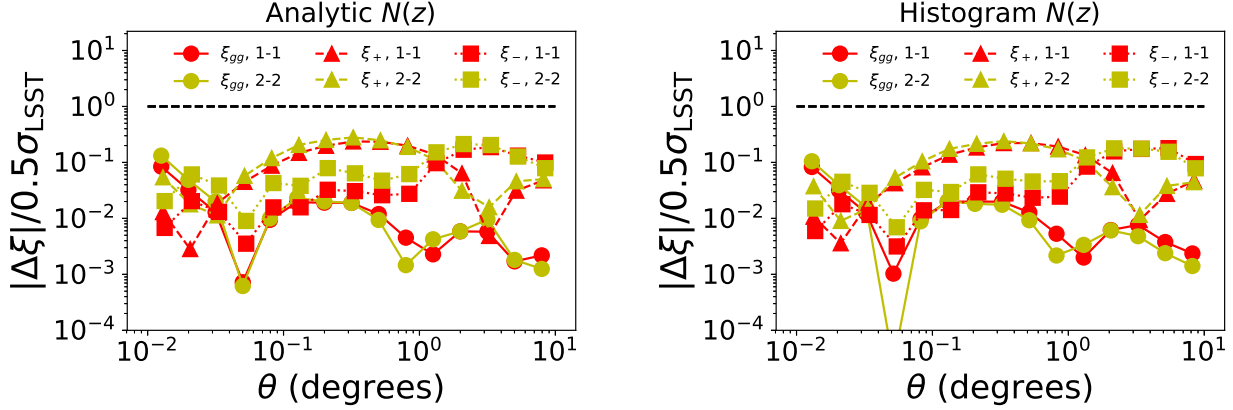 Analytic N(z)
|Δξ|/0.5σ_LSST
10^1
10^0
10^−1
10^−2
10^−3
10^−4
ξ_gg, 1-1
ξ_+, 1-1
ξ_−, 1-1
ξ_gg, 2-2
ξ_+, 2-2
ξ_−, 2-2
10^−2
10^−1
10^0
10^1
θ (degrees)
Histogram N(z)
|Δξ|/0.5σ_LSST
10^1
10^0
10^−1
10^−2
10^−3
10^−4
ξ_gg, 1-1
ξ_+, 1-1
ξ_−, 1-1
ξ_gg, 2-2
ξ_+, 2-2
ξ_−, 2-2
10^−2
10^−1
10^0
10^1
θ (degrees)